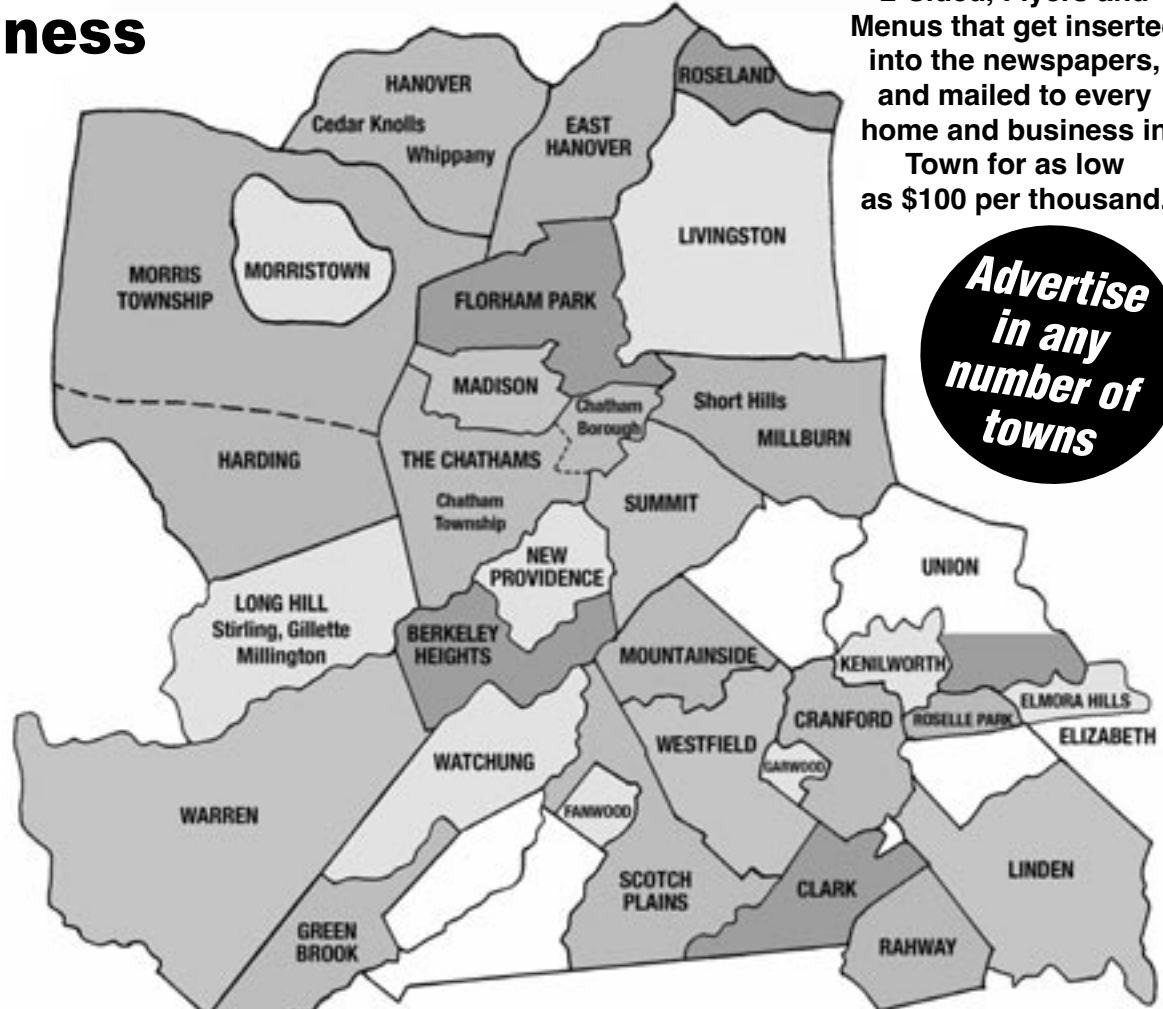 ness
Menus that get inserted
into the newspapers,
and mailed to every
home and business in
Town for as low
as $100 per thousand.
Advertise
in any
number of
towns
HANOVER
Cedar Knolls
Whippany
EAST
HANOVER
ROSELAND
LIVINGSTON
MORRIS
TOWNSHIP
MORRISTOWN
FLORHAM PARK
MADISON
Chatham
Borough
Short Hills
MILLBURN
HARDING
THE CHATHAMS
Chatham
Township
SUMMIT
NEW
PROVIDENCE
UNION
LONG HILL
Stirling, Gillette
Millington
BERKELEY
HEIGHTS
MOUNTAINSIDE
KENILWORTH
ELMORA HILLS
ROSELLE PARK
CRANFORD
ELIZABETH
WESTFIELD
WATCHUNG
GARWOOD
WARREN
FANWOOD
LINDEN
SCOTCH
PLAINS
CLARK
GREEN
BROOK
RAHWAY